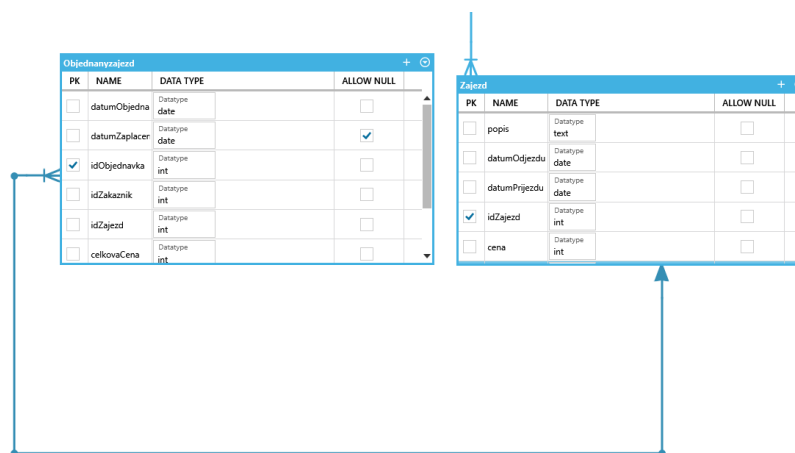 Objednanyzajezd
PK NAME DATA TYPE ALLOW NULL
datumObjedna Datatype date
datumZaplacen Datatype date
idObjednavka Datatype int
idZakaznik Datatype int
idZajezd Datatype int
celkovaCena Datatype int
Zajezd
PK NAME DATA TYPE ALLOW NULL
popis Datatype text
datumOdjezdu Datatype date
datumPrijezdu Datatype date
idZajezd Datatype int
cena Datatype int